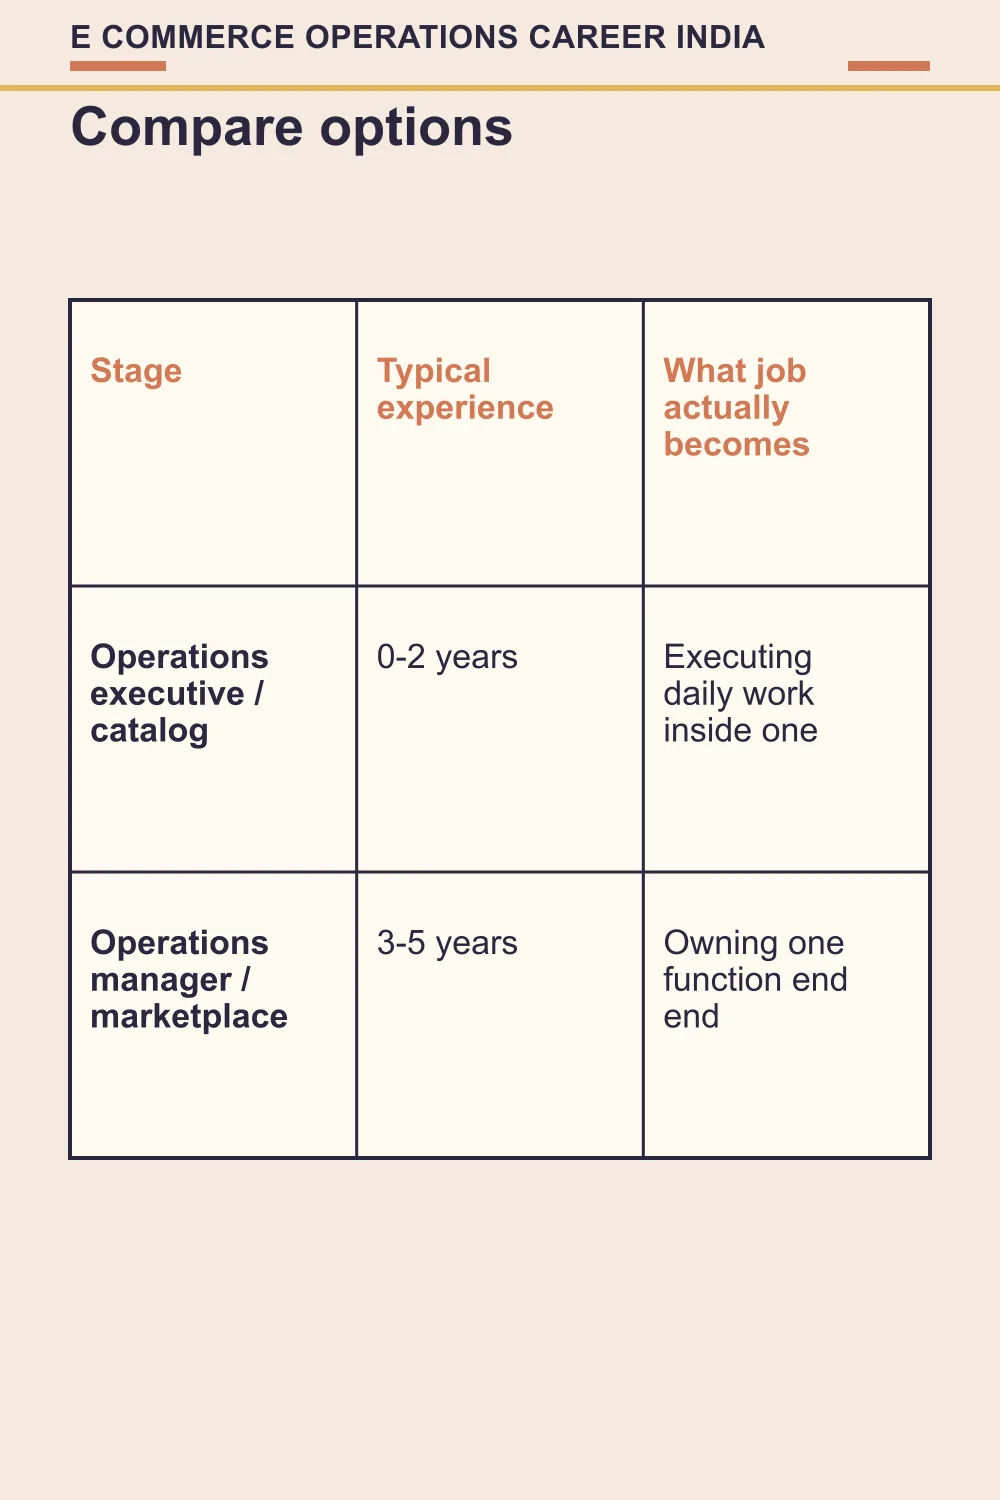 E COMMERCE OPERATIONS CAREER INDIA
Compare options
Stage
Typical
experience
What job
actually
becomes
Operations
executive /
catalog
0-2 years
Executing
daily work
inside one
Operations
manager /
marketplace
3-5 years
Owning one
function end
end